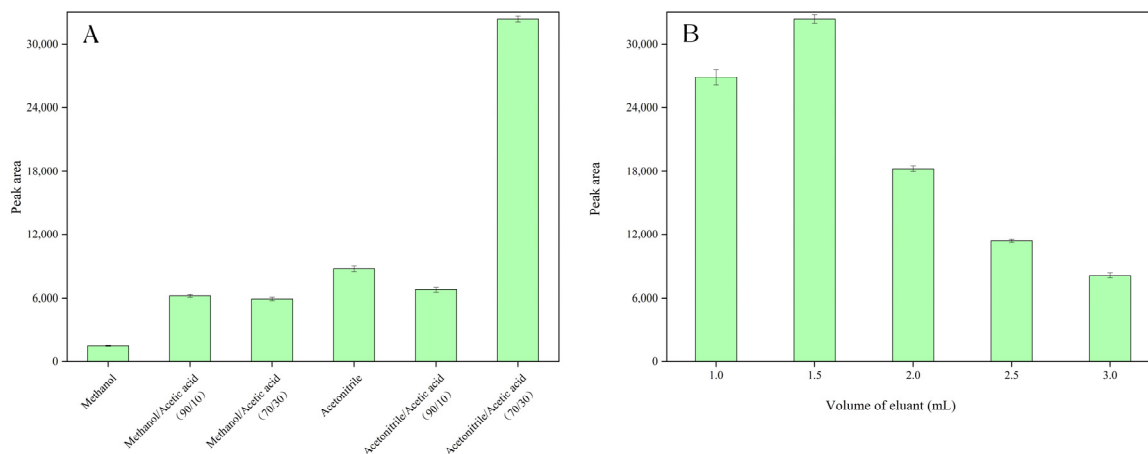 A
Peak area
30,000
24,000
18,000
12,000
6,000
0
Methanol
Methanol/Acetic acid
(90/10)
Methanol/Acetic acid
(70/30)
Acetonitrile
Acetonitrile/Acetic acid
(90/10)
Acetonitrile/Acetic acid
(70/30)
B
Peak area
30,000
24,000
18,000
12,000
6,000
0
1.0
1.5
2.0
2.5
3.0
Volume of eluant (mL)